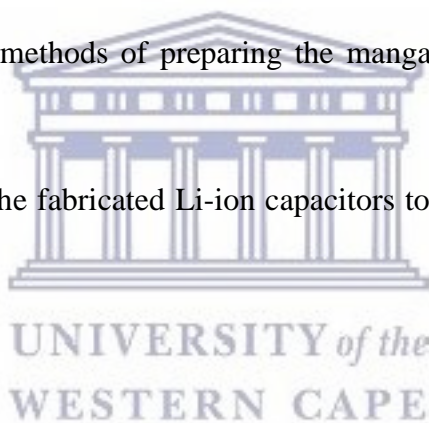 methods of preparing the manga
he fabricated Li-ion capacitors to
UNIVERSITY of the
WESTERN CAPE